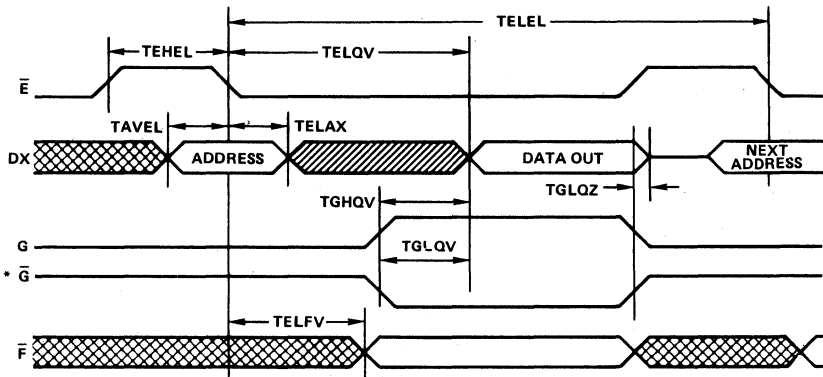 TELEL
TEHEL TELQV
E
TAVEL TELAX
DX ADDRESS DATA OUT NEXT ADDRESS
TGHQV TGLQZ
G
TGLQV
* G
TELFV
F